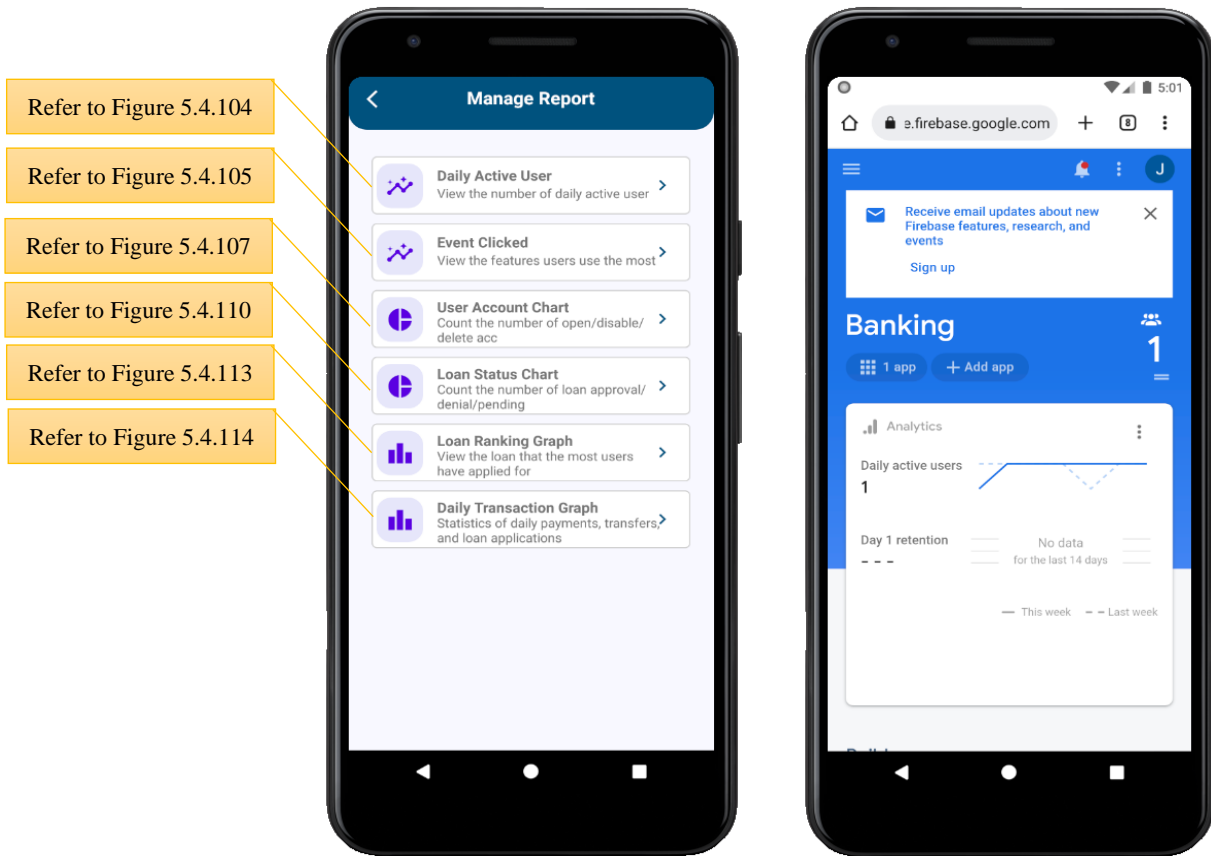 Refer to Figure 5.4.104
Refer to Figure 5.4.105
Refer to Figure 5.4.107
Refer to Figure 5.4.110
Refer to Figure 5.4.113
Refer to Figure 5.4.114
Manage Report
Daily Active User
View the number of daily active user
Event Clicked
View the features users use the most
User Account Chart
Count the number of open/disable/
delete acc
Loan Status Chart
Count the number of loan approval/
denial/pending
Loan Ranking Graph
View the loan that the most users
have applied for
Daily Transaction Graph
Statistics of daily payments, transfers,
and loan applications
5:01
e.firebase.google.com
8
J
Receive email updates about new
Firebase features, research, and
events
Sign up
Banking
1
1 app
+ Add app
Analytics
Daily active users
1
Day 1 retention
- - -
No data
for the last 14 days
This week
Last week